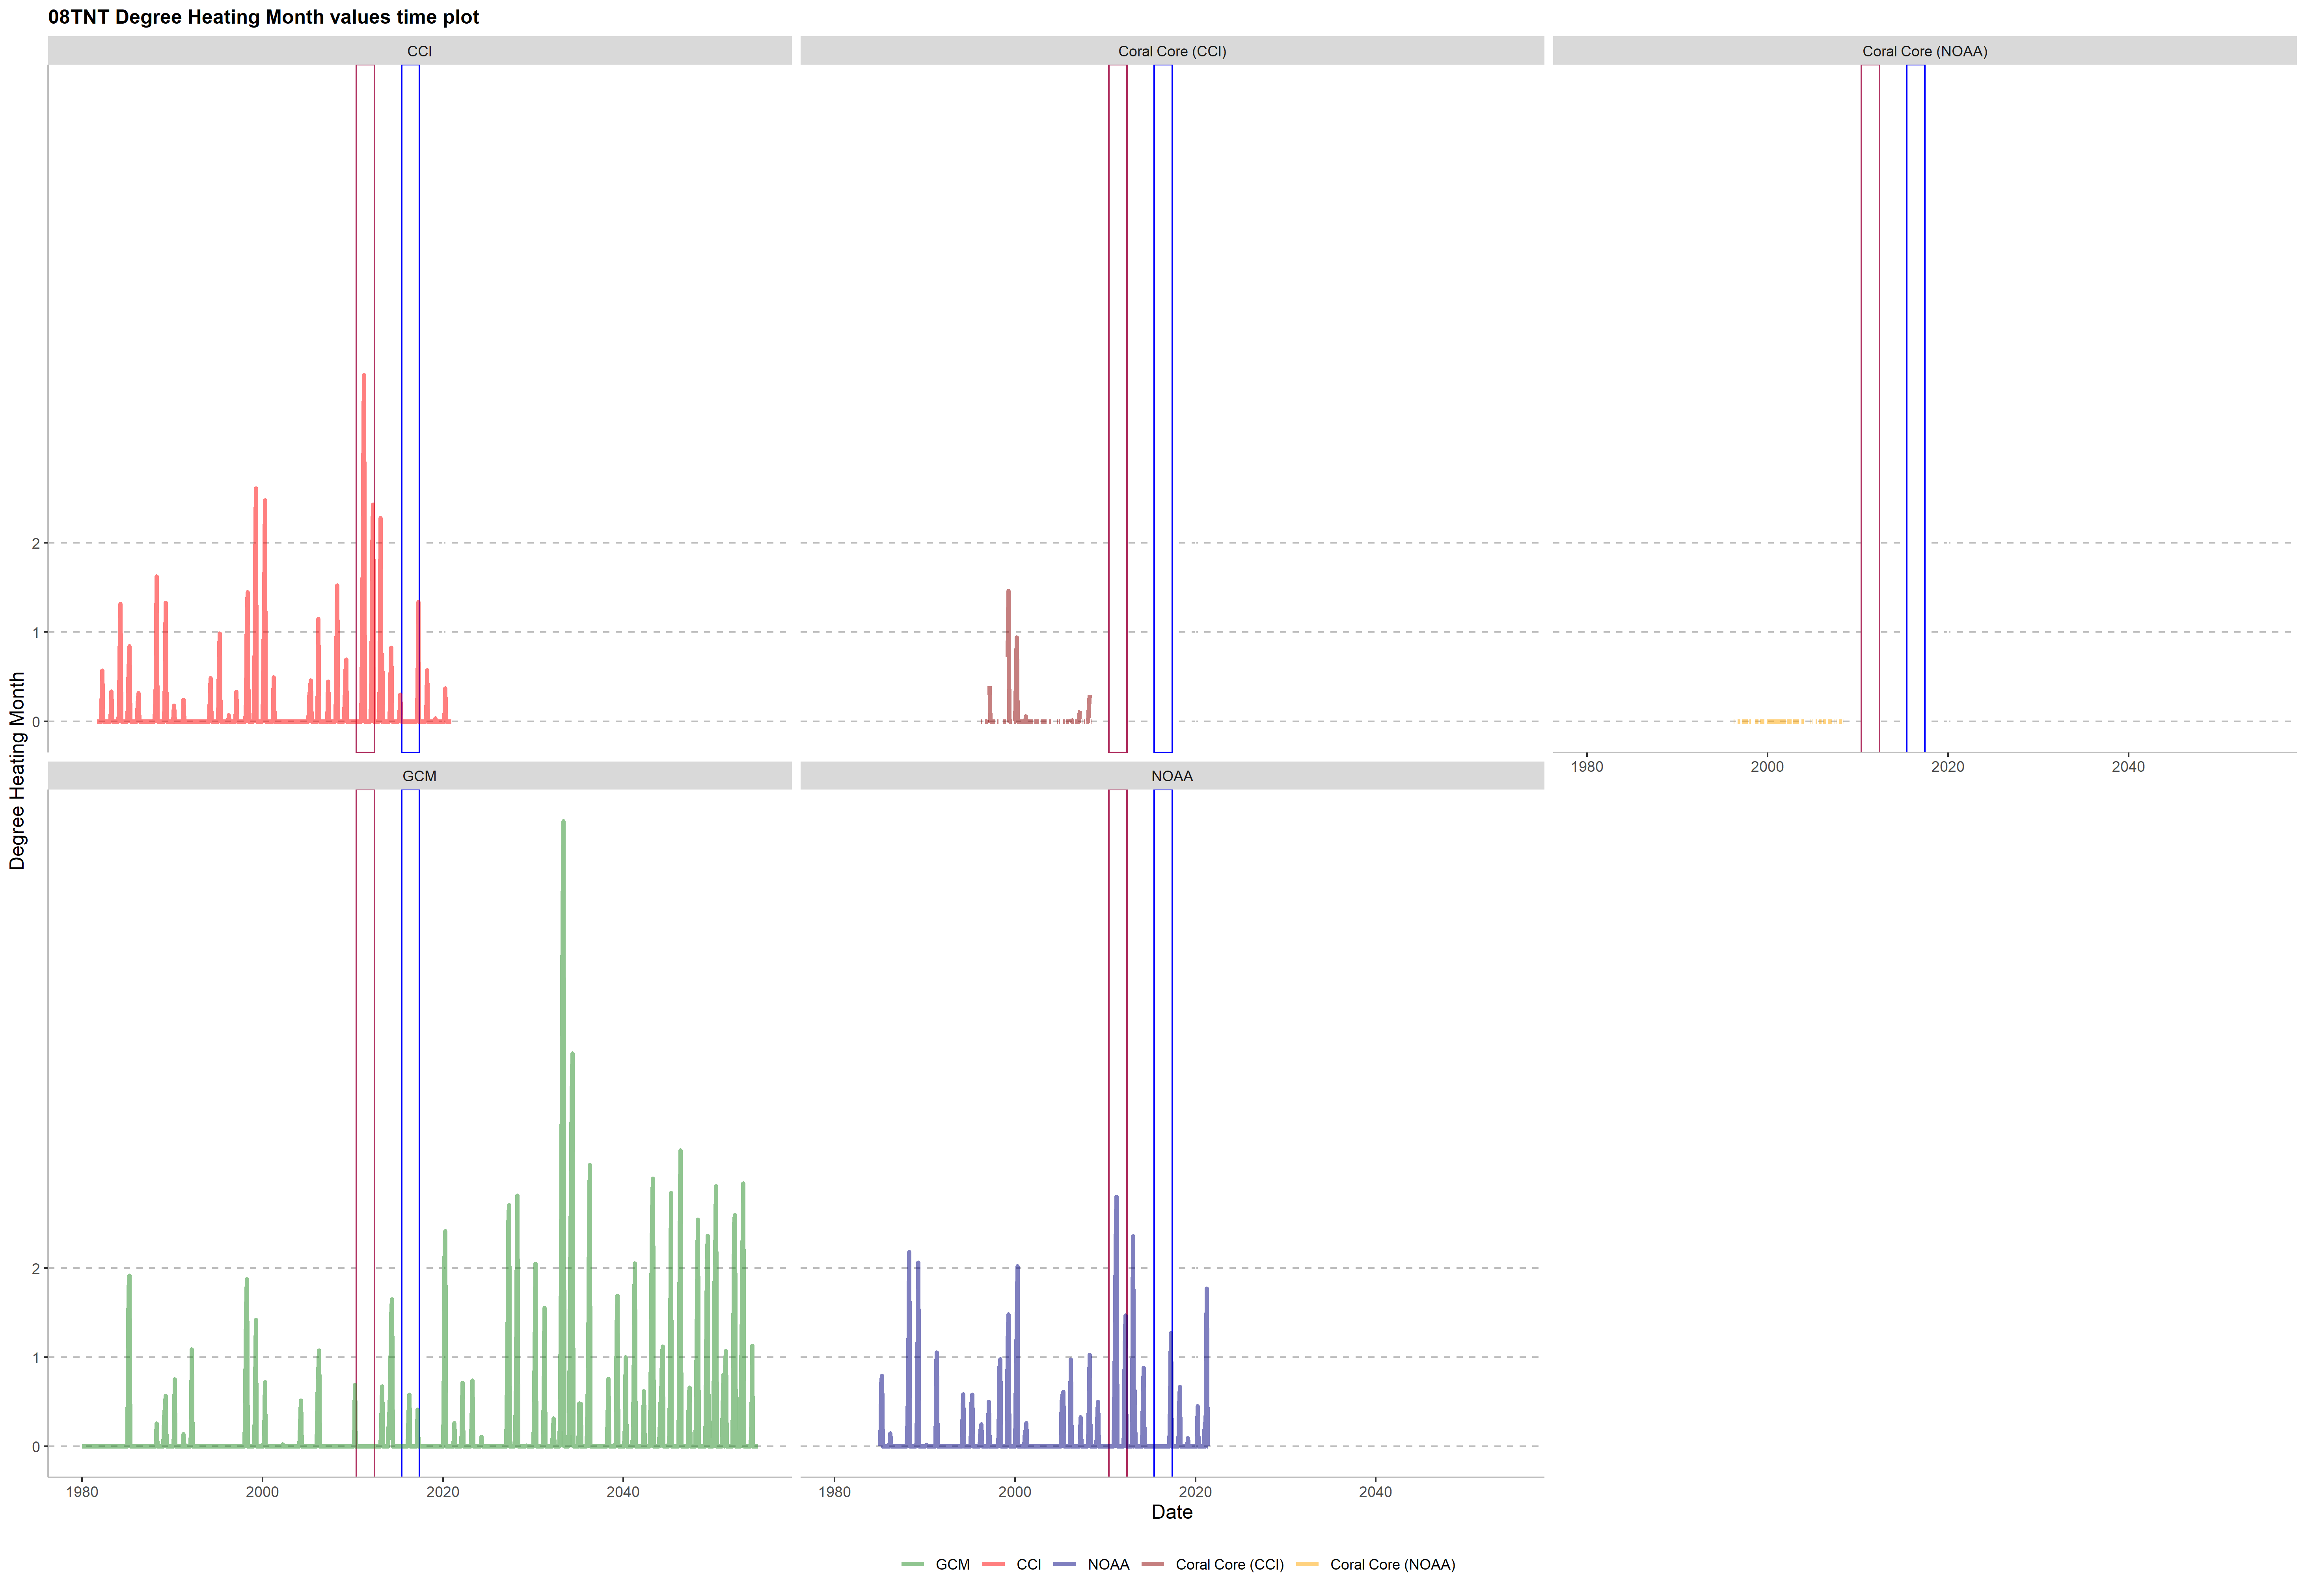 08TNT Degree Heating Month values time plot
CCI
Coral Core (CCI)
Coral Core (NOAA)
2
1
0
1980 2000 2020 2040
Degree Heating Month
GCM
NOAA
2
1
0
1980 2000 2020 2040
1980 2000 2020 2040
Date
GCM CCI NOAA Coral Core (CCI) Coral Core (NOAA)